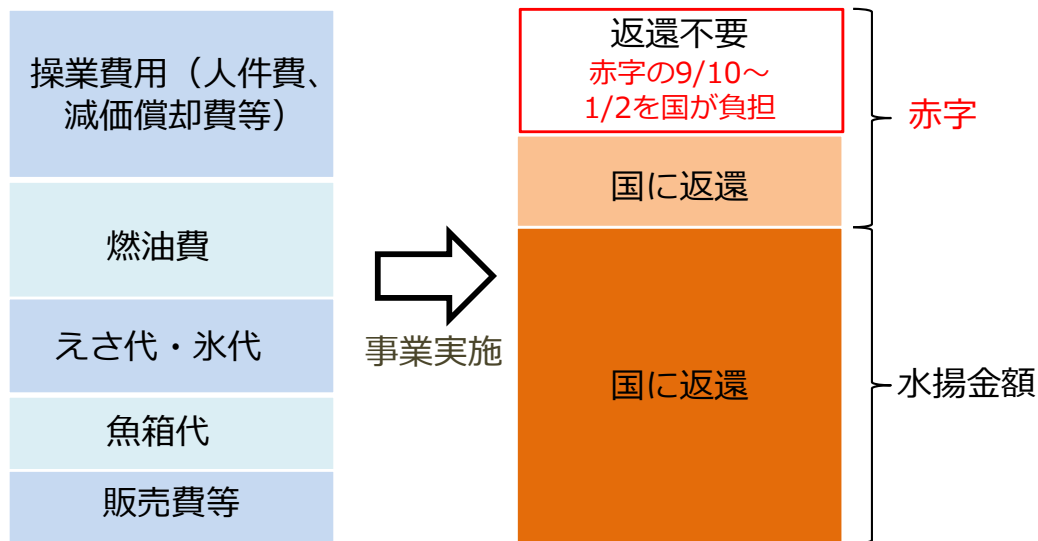 操業費用（人件費、
減価償却費等）
燃油費
えさ代・氷代
魚箱代
販売費等
事業実施
返還不要
赤字の9/10～
1/2を国が負担
国に返還
国に返還
赤字
水揚金額